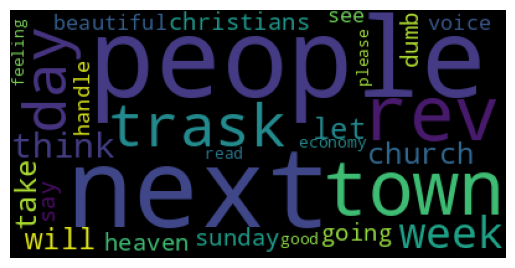 feeling
beautiful
christians
see
please
dumb
voice
day
people
handle
trask
rev
let
think
read
economy
church
take
say
next
town
will
heaven
sunday
good
going
week